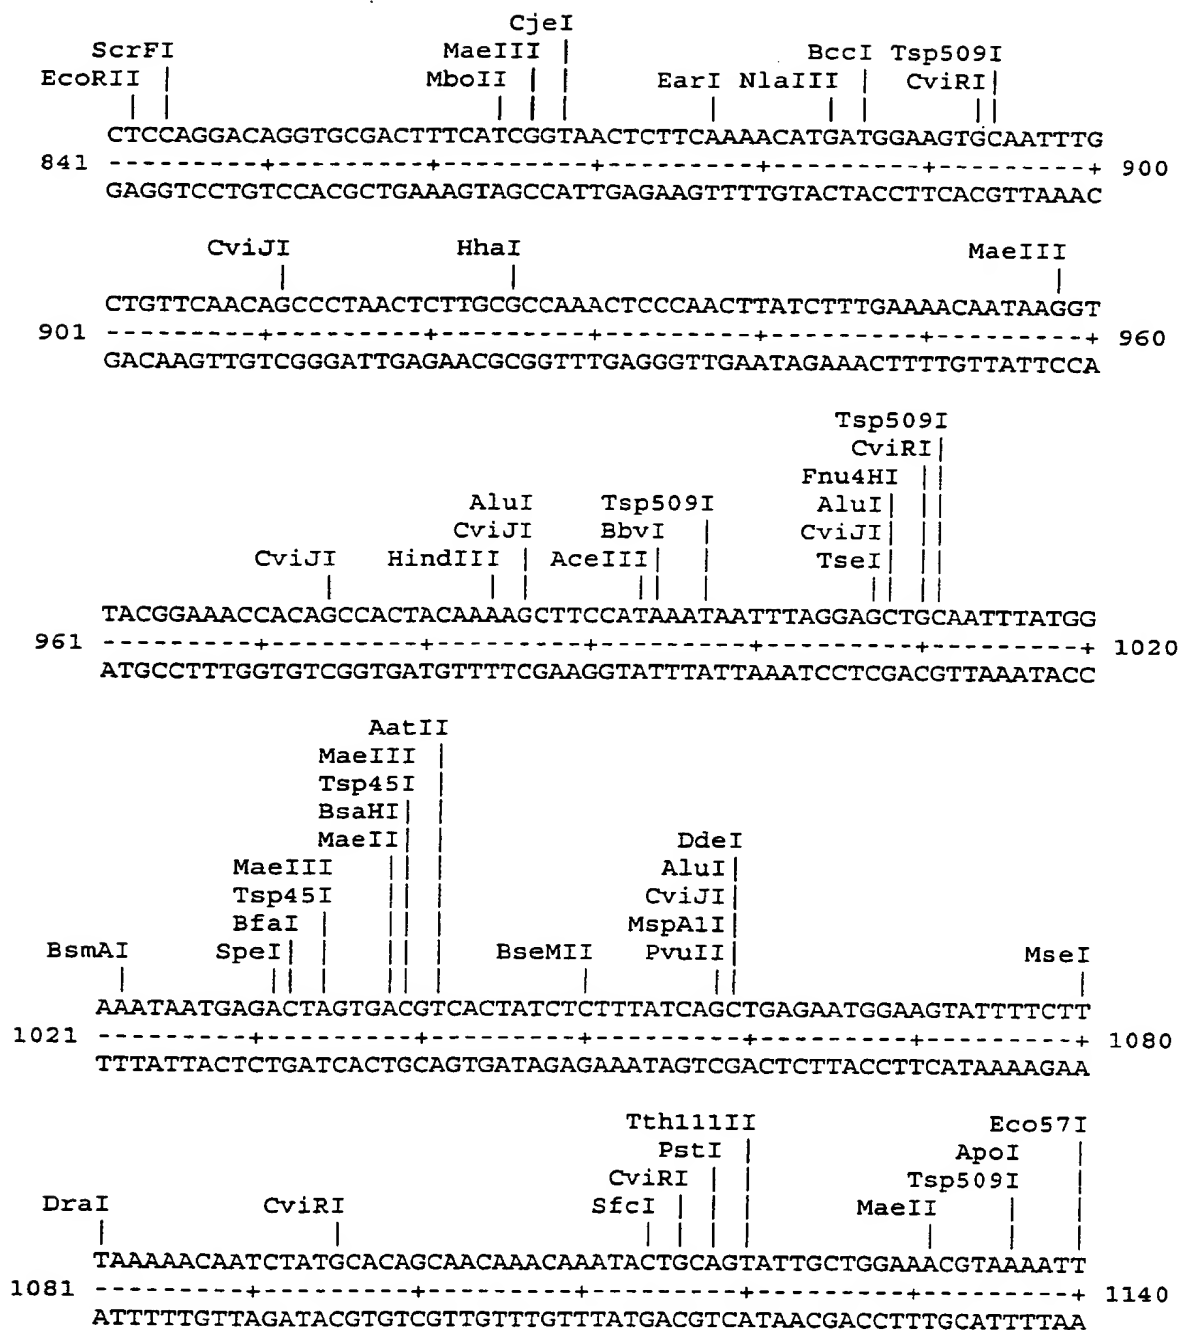 CjeI
ScrFI MaeIII BccI Tsp509I
EcoRII MboII EarI NlaIII CviRI
CTCCAGGACAGGTGCGACTTTCATCGGTAACTCTTCAAAACATGATGGAAGTGCAATTTG
841 ---------+---------+---------+---------+---------+---------+ 900
GAGGTCCTGTCCACGCTGAAAGTAGCCATTGAGAAGTTTTGTACTACCTTCACGTTAAAC
CviJI HhaI MaeIII
CTGTTCAACAGCCCTAACTCTTGCGCCAAACTCCCAACTTATCTTTGAAAACAATAAGGT
901 ---------+---------+---------+---------+---------+---------+ 960
GACAAGTTGTCGGGATTGAGAACGCGGTTTGAGGGTTGAATAGAAACTTTTGTTATTCCA
Tsp509I
CviRI
Fnu4HI
AluI Tsp509I AluI
CviJI BbvI CviJI
CviJI HindIII AceIII TseI
TACGGAAACCACAGCCACTACAAAAGCTTCCATAAATAATTTAGGAGCTGCAATTTATGG
961 ---------+---------+---------+---------+---------+---------+ 1020
ATGCCTTTGGTGTCGGTGATGTTTTCGAAGGTATTTATTAAATCCTCGACGTTAAATACC
AatII
MaeIII
Tsp45I
BsaHI
MaeII DdeI
MaeIII AluI
Tsp45I CviJI
BfaI MspA1I
BsmAI SpeI BseMII PvuII MseI
AAATAATGAGACTAGTGACGTCACTATCTCTTTATCAGCTGAGAATGGAAGTATTTTCTT
1021 ---------+---------+---------+---------+---------+---------+ 1080
TTTATTACTCTGATCACTGCAGTGATAGAGAAATAGTCGACTCTTACCTTCATAAAAGAA
Tth111II Eco57I
PstI ApoI
CviRI Tsp509I
DraI CviRI SfcI MaeII
TAAAAACAATCTATGCACAGCAACAAACAAATACTGCAGTATTGCTGGAAACGTAAAATT
1081 ---------+---------+---------+---------+---------+---------+ 1140
ATTTTTGTTAGATACGTGTCGTTGTTTGTTTATGACGTCATAACGACCTTTGCATTTTAA